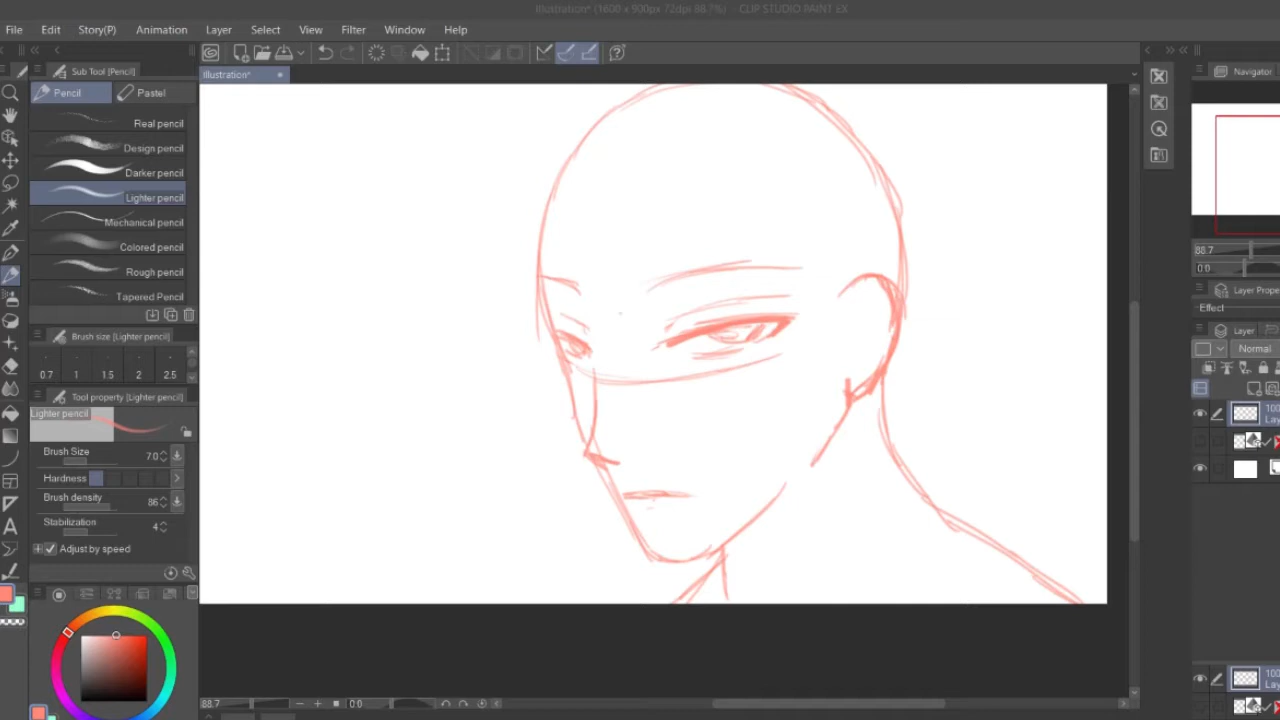 Illustration* (1600 x 900px 72dpi 88.7%) - CLIP STUDIO PAINT EX
File Edit Story(P) Animation Layer Select View Filter Window Help
Sub Tool [Pencil]
Illustration*
Navigator
Pencil
Pastel
Real pencil
Design pencil
Darker pencil
Lighter pencil
Mechanical pencil
Colored pencil
Rough pencil
Tapered Pencil
Brush size [Lighter pencil]
0.7 1 1.5 2 2.5
Tool property [Lighter pencil]
Lighter pencil
Brush Size 7.0
Hardness
Brush density 86
Stabilization 4
Adjust by speed
88.7 0.0
88.7
0.0
Layer Prope
Effect
Layer
Normal
100
Lay
100
Lay